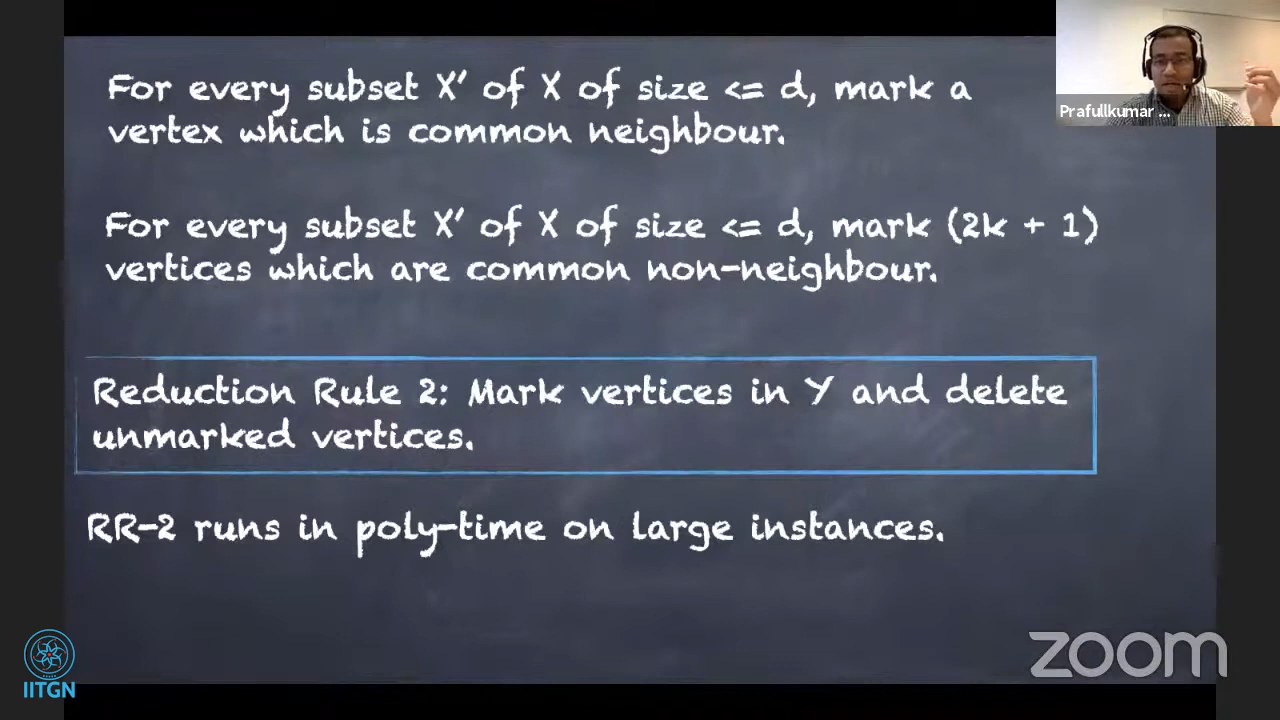 For every subset X' of X of size <= d, mark a
vertex which is common neighbour.
For every subset X' of X of size <= d, mark (2k + 1)
vertices which are common non-neighbour.
Reduction Rule 2: Mark vertices in Y and delete
unmarked vertices.
RR-2 runs in poly-time on large instances.
Prafullkumar ...
IITGN
zoom